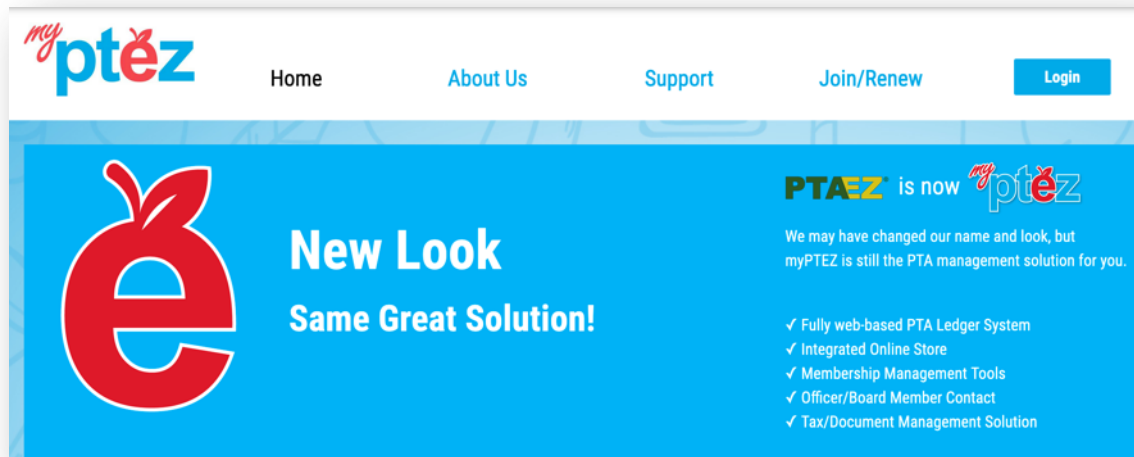 my
ptez
Home
About Us
Support
Join/Renew
Login
e
New Look
Same Great Solution!
PTAEZ® is now my ptez
We may have changed our name and look, but
myPTEZ is still the PTA management solution for you.
✓ Fully web-based PTA Ledger System
✓ Integrated Online Store
✓ Membership Management Tools
✓ Officer/Board Member Contact
✓ Tax/Document Management Solution